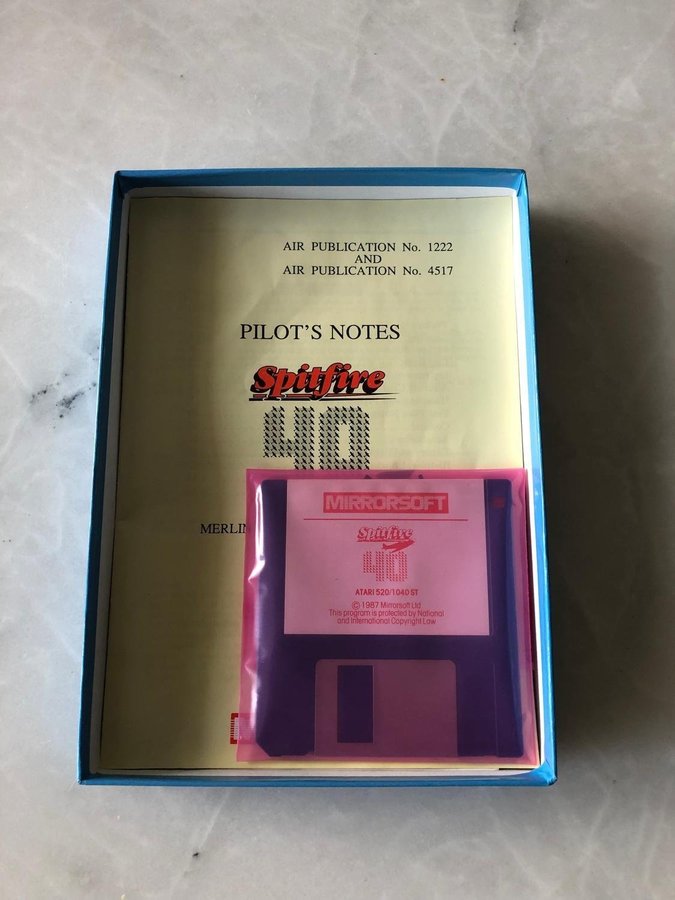 AIR PUBLICATION No. 1222
AND
AIR PUBLICATION No. 4517
PILOT'S NOTES
Spitfire
40
MERLIN
MIRRORSOFT
Spitfire
40
ATARI 520/1040 ST
© 1987 Mirrorsoft Ltd
This program is protected by National
and International Copyright Law